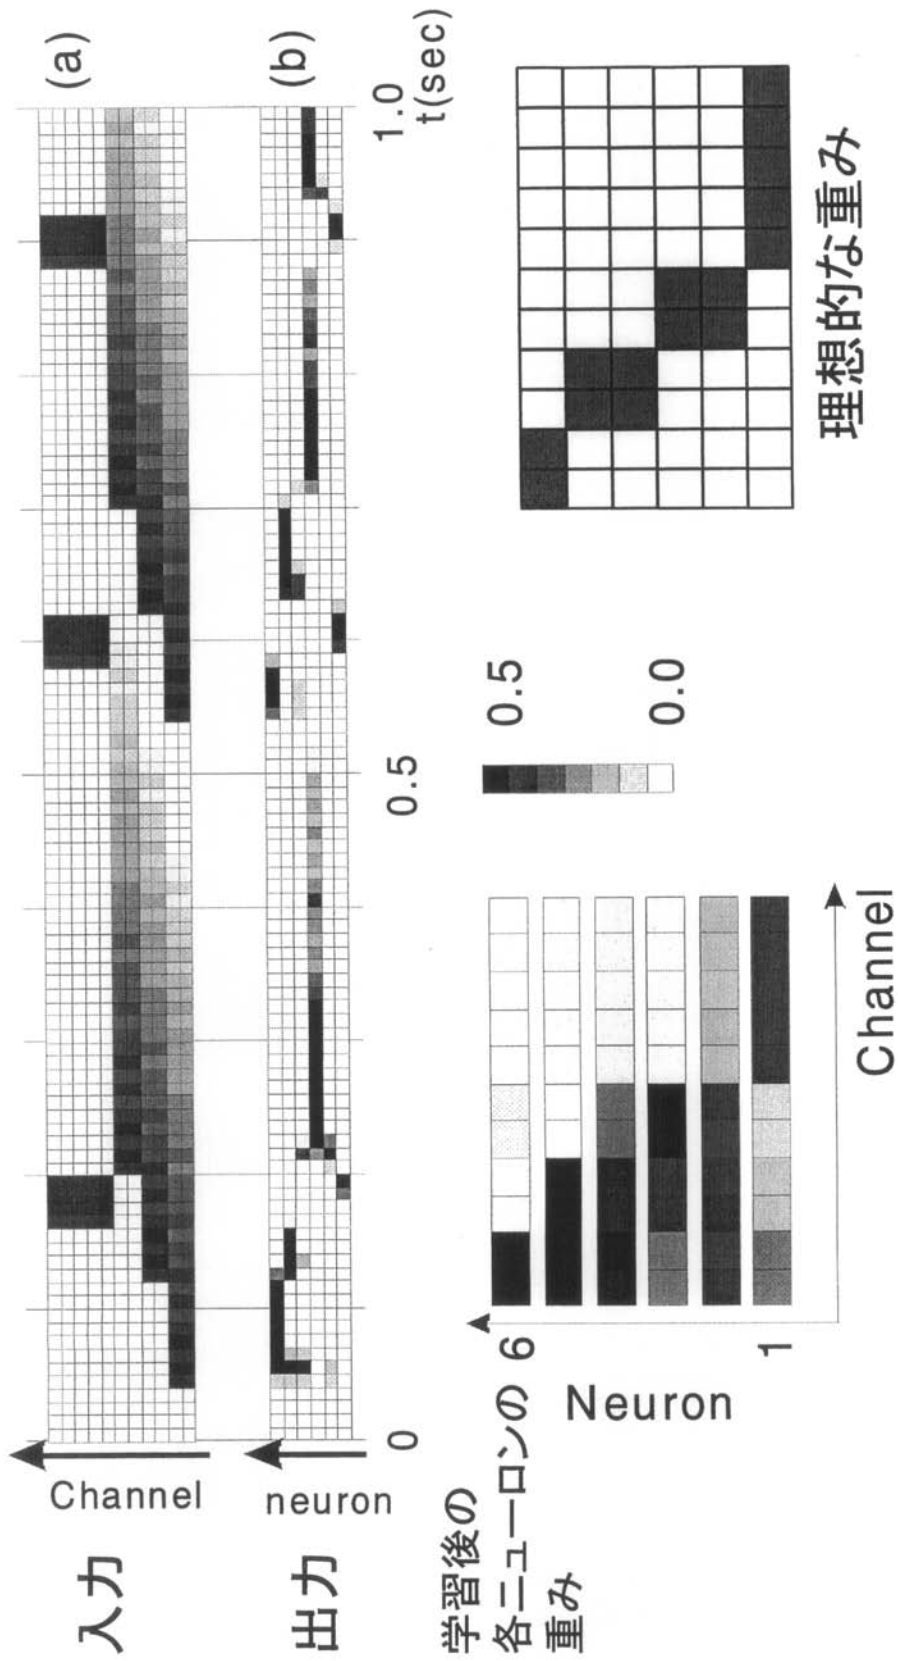 入力
Channel
(a)
出力
neuron
(b)
0
0.5
1.0
t(sec)
学習後の
各ニューロンの
重み
6
Neuron
1
Channel
0.5
0.0
理想的な重み